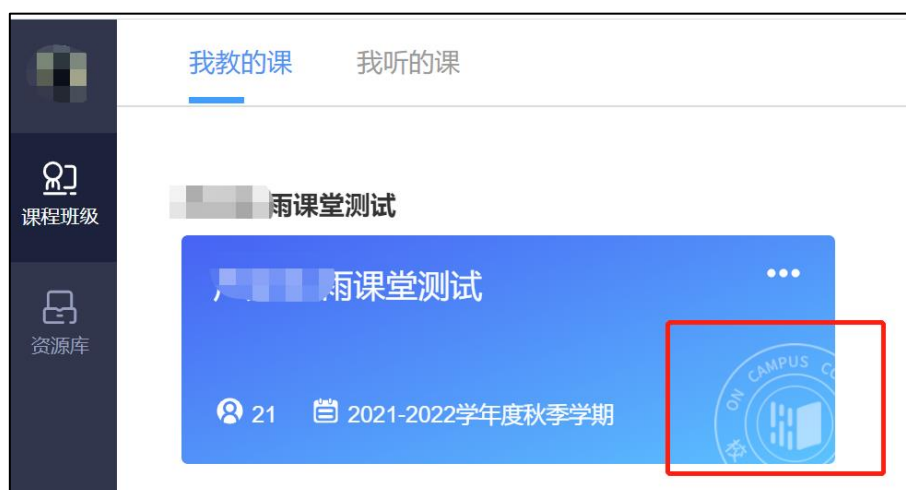 我教的课 我听的课
课程班级
资源库
雨课堂测试
雨课堂测试
21 2021-2022学年度秋季学期
ON CAMPUS